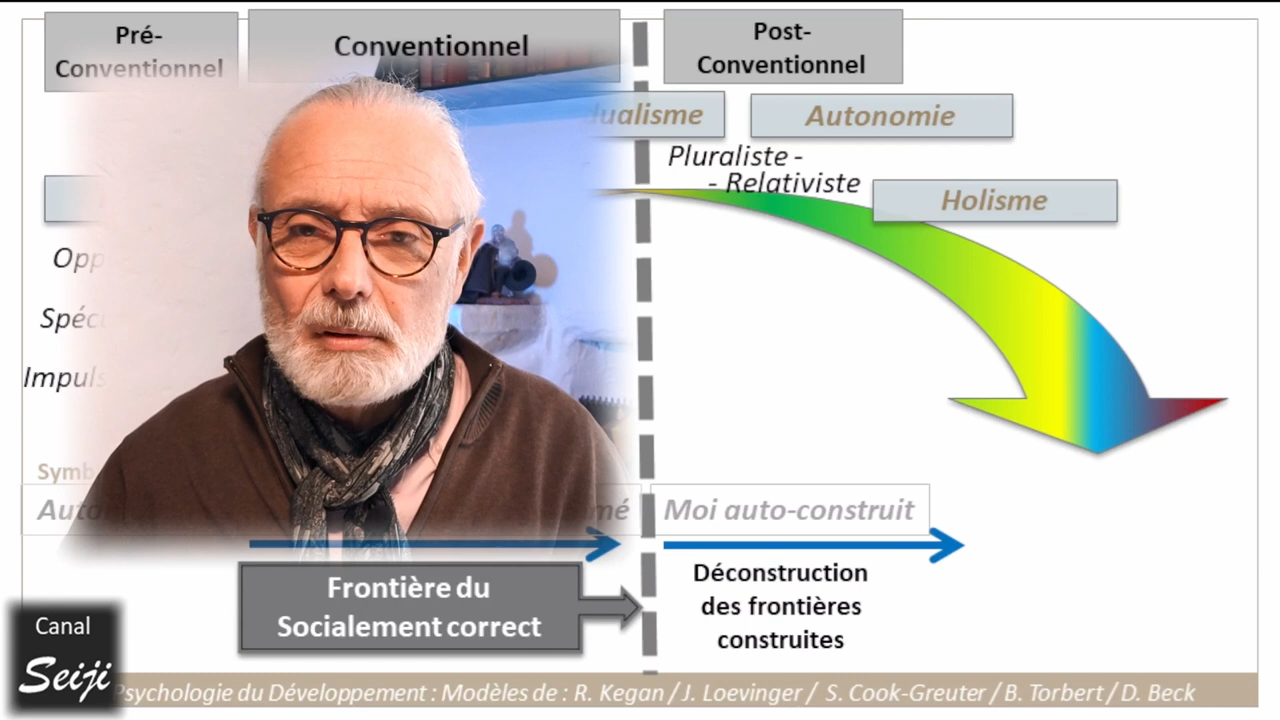 Pré-
Conventionnel
Conventionnel
Post-
Conventionnel
Autonomie
Pluraliste -
- Relativiste
Holisme
Moi auto-construit
Frontière du
Socialement correct
Déconstruction
des frontières
construites
Canal
Seiji
Psychologie du Développement : Modèles de : R. Kegan / J. Loevinger / S. Cook-Greuter / B. Torbert / D. Beck